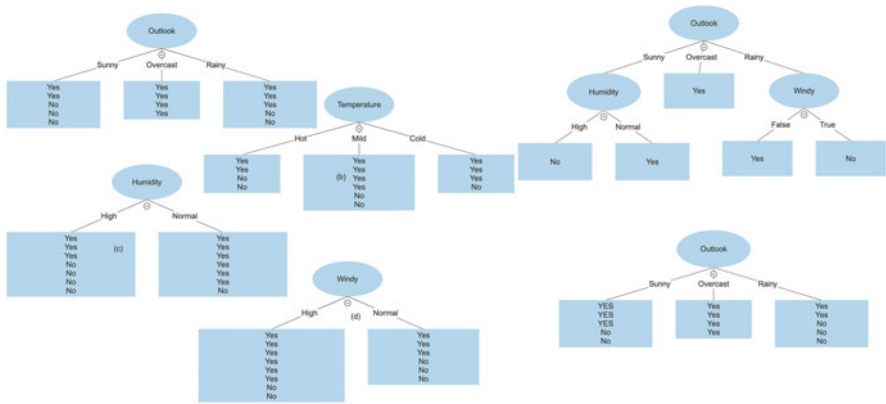 Outlook
Sunny Overcast Rainy
Yes Yes Yes
Yes Yes Yes
No Yes Yes
No Yes No
No No
Temperature
Hot Mild Cold
Yes Yes Yes
Yes Yes Yes
No (b) Yes Yes
No Yes No
No
No
Humidity
High Normal
Yes Yes
Yes (c) Yes
Yes Yes
No Yes
No Yes
No Yes
No No
Windy
High (d) Normal
Yes Yes
Yes Yes
Yes Yes
Yes No
Yes No
Yes No
No
No
Outlook
Sunny Overcast Rainy
Humidity Yes Windy
High Normal False True
No Yes Yes No
Outlook
Sunny Overcast Rainy
YES Yes Yes
YES Yes Yes
YES Yes No
No Yes No
No No